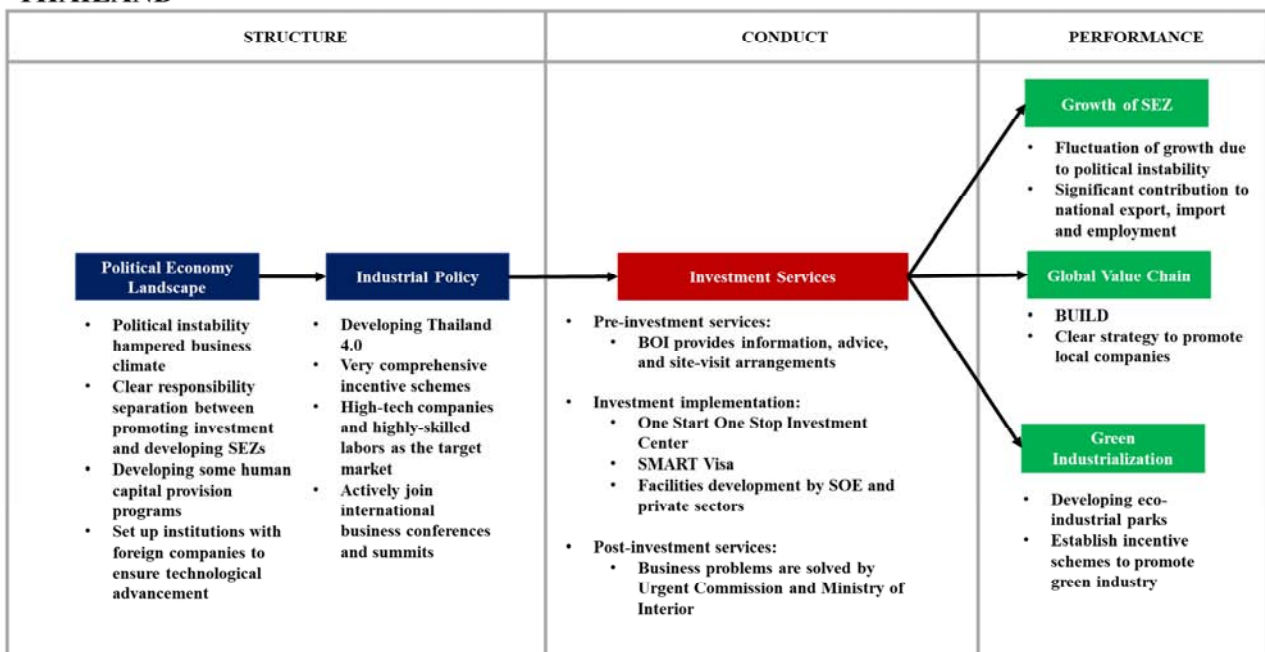 THAILAND
STRUCTURE
CONDUCT
PERFORMANCE
Political Economy
Landscape
• Political instability
hampered business
climate
• Clear responsibility
separation between
promoting investment
and developing SEZs
• Developing some human
capital provision
programs
• Set up institutions with
foreign companies to
ensure technological
advancement
Industrial Policy
• Developing Thailand
4.0
• Very comprehensive
incentive schemes
• High-tech companies
and highly-skilled
labors as the target
market
• Actively join
international
business conferences
and summits
Investment Services
• Pre-investment services:
• BOI provides information, advice,
and site-visit arrangements
• Investment implementation:
• One Start One Stop Investment
Center
• SMART Visa
• Facilities development by SOE and
private sectors
• Post-investment services:
• Business problems are solved by
Urgent Commission and Ministry of
Interior
Growth of SEZ
• Fluctuation of growth due
to political instability
• Significant contribution to
national export, import
and employment
Global Value Chain
• BUILD
• Clear strategy to promote
local companies
Green
Industrialization
• Developing eco-
industrial parks
• Establish incentive
schemes to promote
green industry